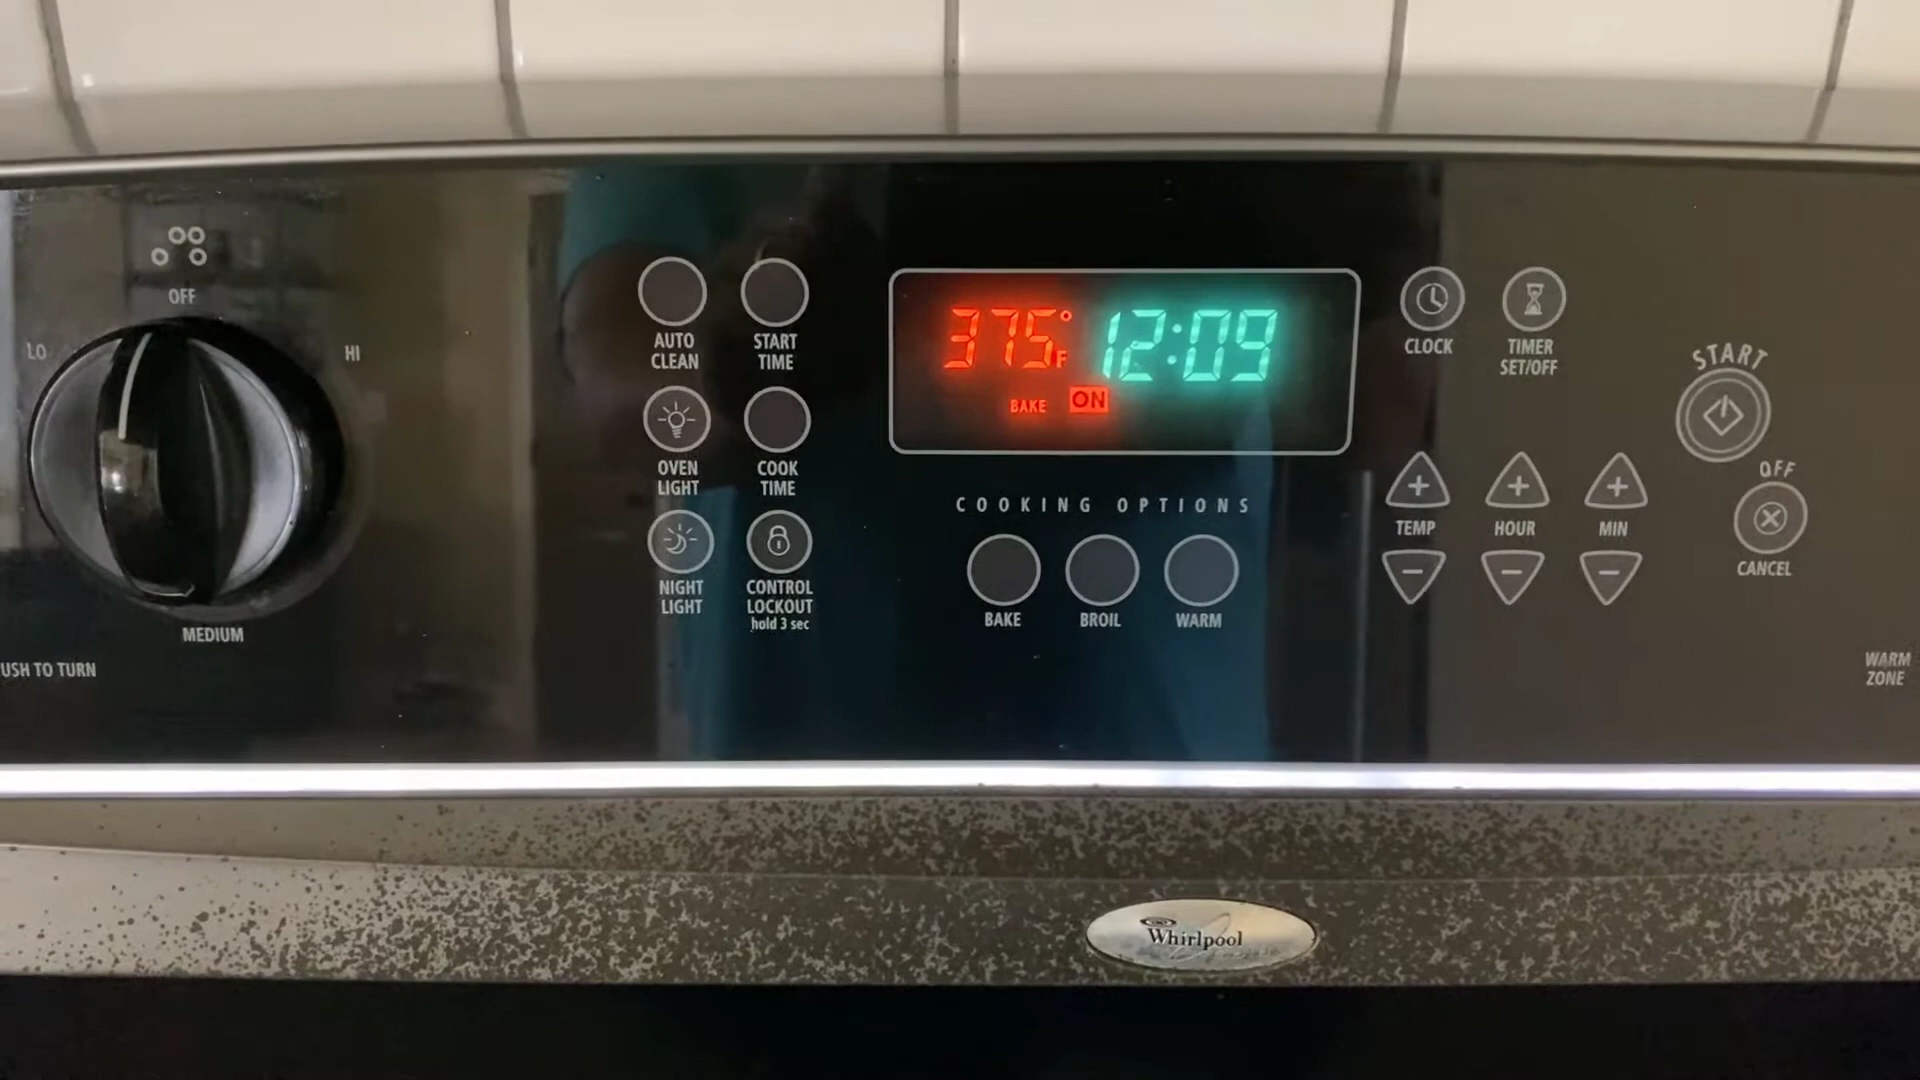 OFF
LO
HI
MEDIUM
USH TO TURN
AUTO
CLEAN
START
TIME
OVEN
LIGHT
COOK
TIME
NIGHT
LIGHT
CONTROL
LOCKOUT
hold 3 sec
375°F 12:09
BAKE ON
COOKING OPTIONS
BAKE
BROIL
WARM
CLOCK
TIMER
SET/OFF
TEMP
HOUR
MIN
START
OFF
CANCEL
WARM
ZONE
Whirlpool